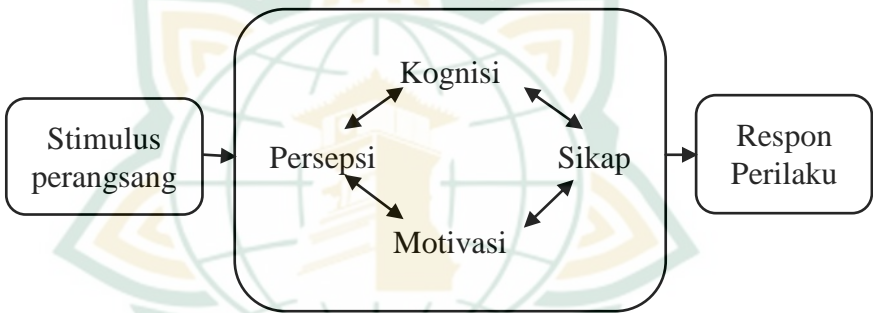 Stimulus
perangsang
Kognisi
Persepsi
Sikap
Motivasi
Respon
Perilaku